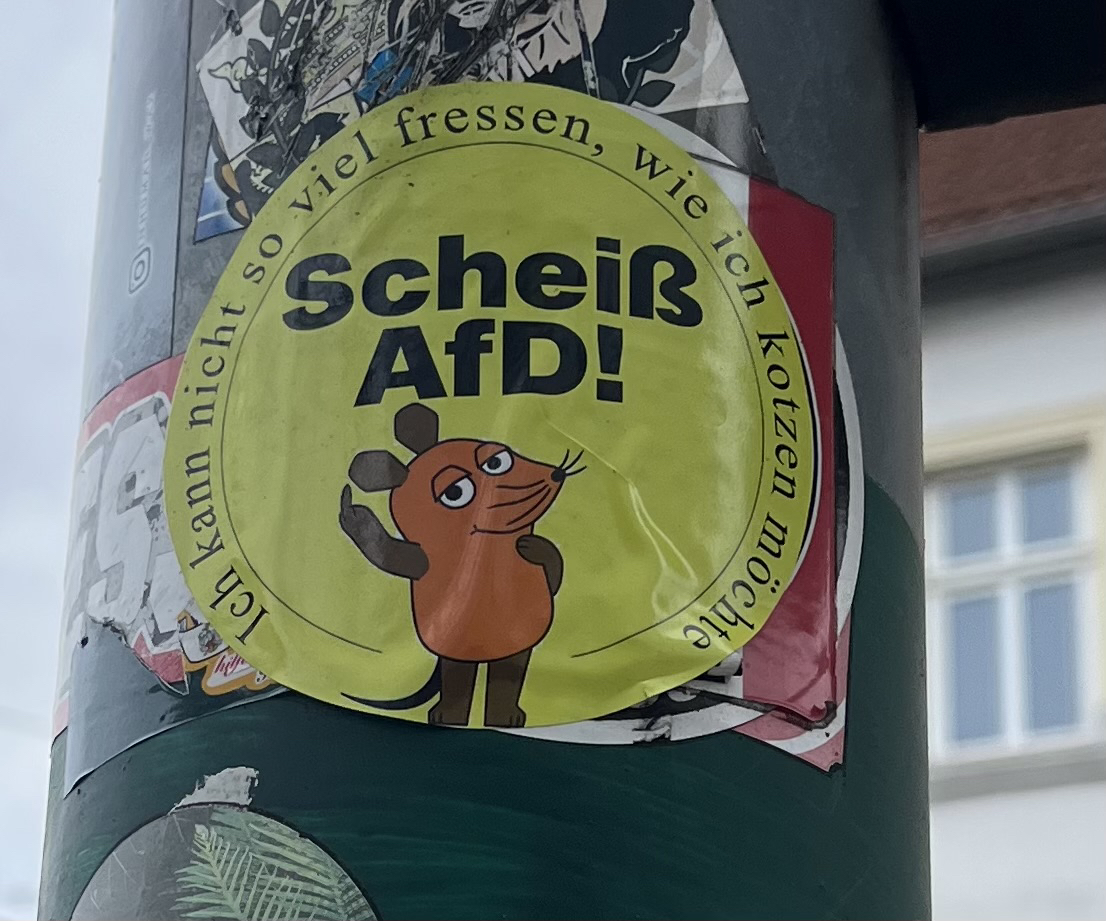 Ich kann nicht so viel fressen, wie ich kotzen möchte
Scheiß
AfD!